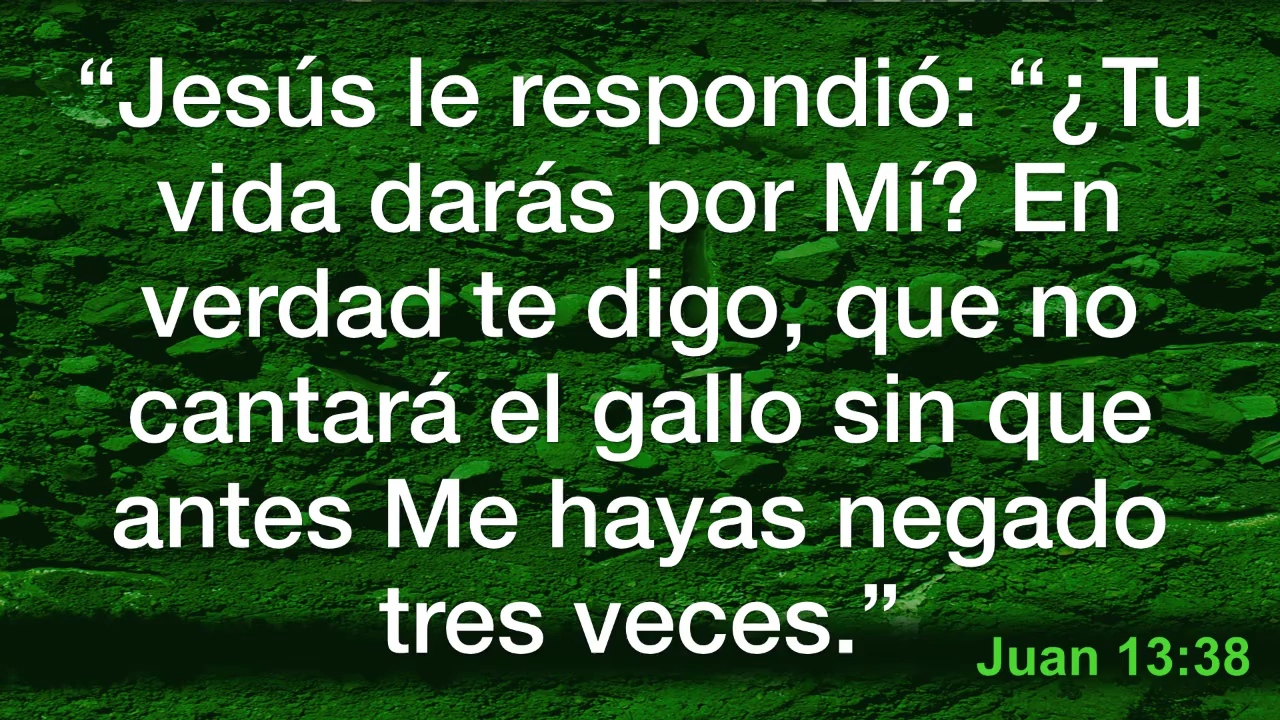 “Jesús le respondió: “¿Tu
vida darás por Mí? En
verdad te digo, que no
cantará el gallo sin que
antes Me hayas negado
tres veces.”
Juan 13:38